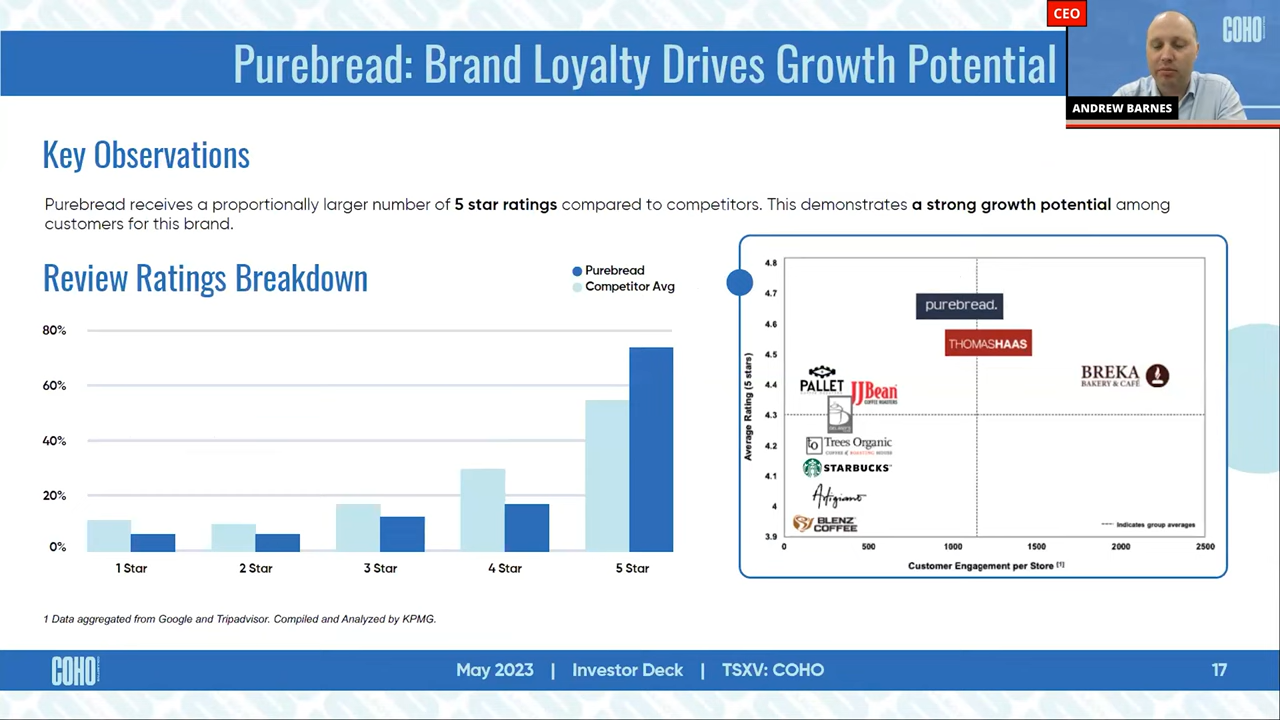 CEO
COHO
Purebread: Brand Loyalty Drives Growth Potential
ANDREW BARNES
Key Observations
Purebread receives a proportionally larger number of 5 star ratings compared to competitors. This demonstrates a strong growth potential among
customers for this brand.
Review Ratings Breakdown
Purebread
Competitor Avg
80%
60%
40%
20%
0%
1 Star
2 Star
3 Star
4 Star
5 Star
Average Rating (5 stars)
4.8
4.7
4.6
4.5
4.4
4.3
4.2
4.1
4
3.9
purebread.
THOMASHAAS
BREKA
BAKERY & CAFÉ
PALLET
JJBean
COFFEE ROASTERS
to Trees Organic
COFFEE & ROASTING HOUSE
STARBUCKS
Artigiano
BLENZ
COFFEE
Indicates group averages
0
500
1000
1500
2000
2500
Customer Engagement per Store [1]
1 Data aggregated from Google and Tripadvisor. Compiled and Analyzed by KPMG.
COHO
May 2023 | Investor Deck | TSXV: COHO
17